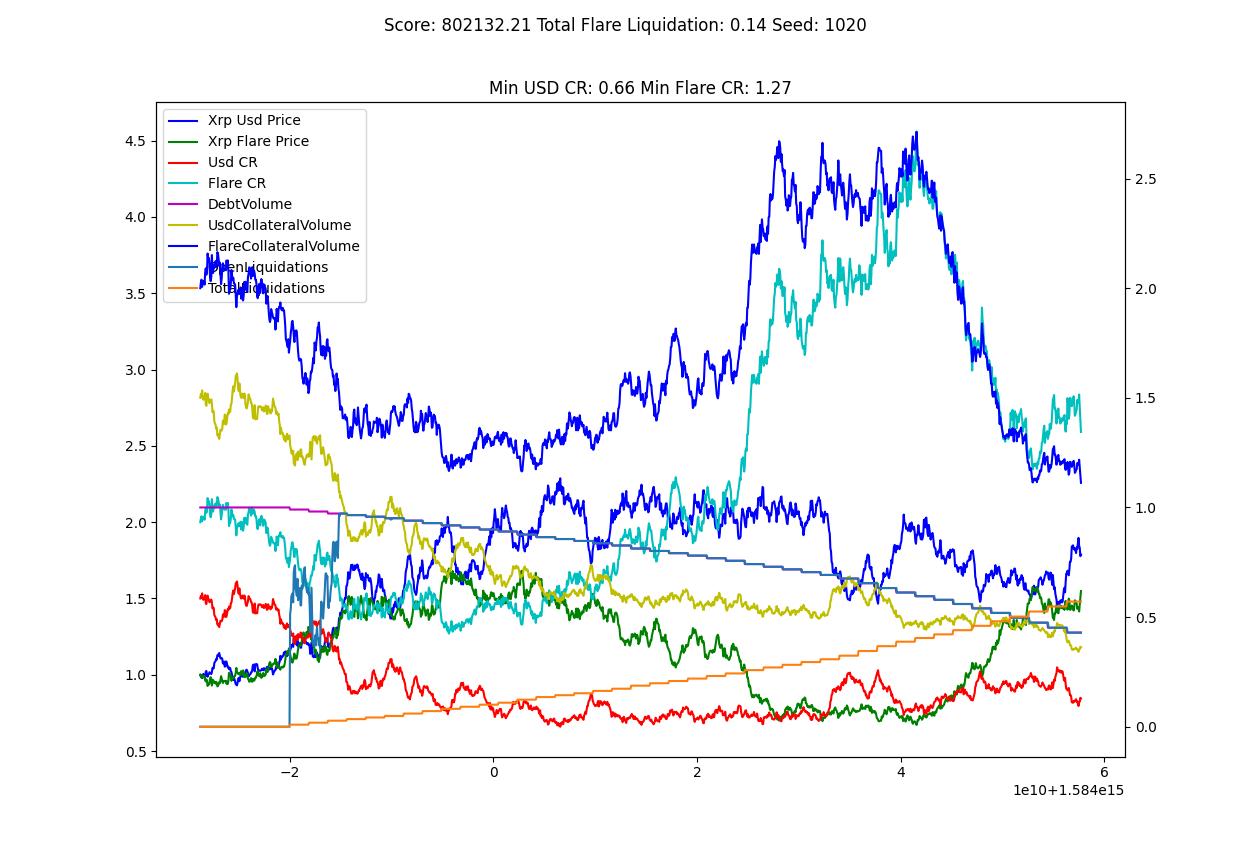 Score: 802132.21 Total Flare Liquidation: 0.14 Seed: 1020
Min USD CR: 0.66 Min Flare CR: 1.27
Xrp Usd Price
Xrp Flare Price
Usd CR
Flare CR
DebtVolume
UsdCollateralVolume
FlareCollateralVolume
OpenLiquidations
TotalLiquidations
4.5
4.0
3.5
3.0
2.5
2.0
1.5
1.0
0.5
2.5
2.0
1.5
1.0
0.5
0.0
−2
0
2
4
6
1e10+1.584e15